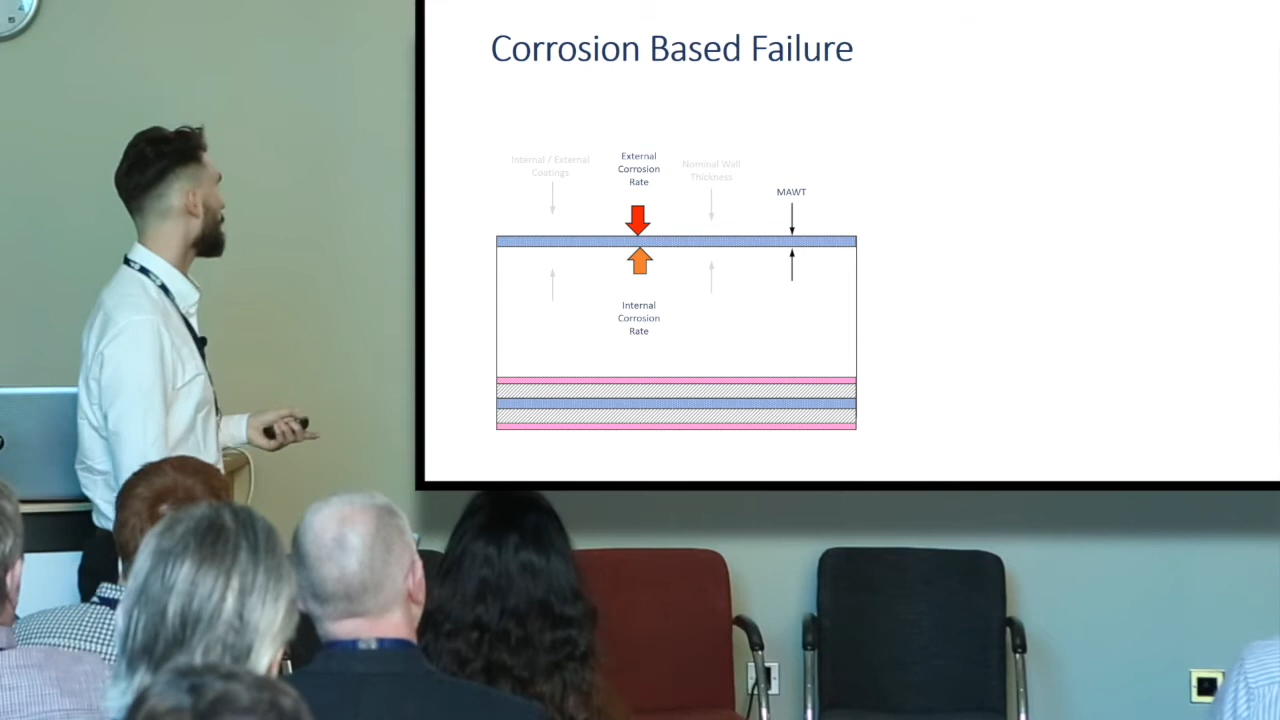 Corrosion Based Failure
Internal / External
Coatings
External
Corrosion
Rate
Nominal Wall
Thickness
MAWT
Internal
Corrosion
Rate